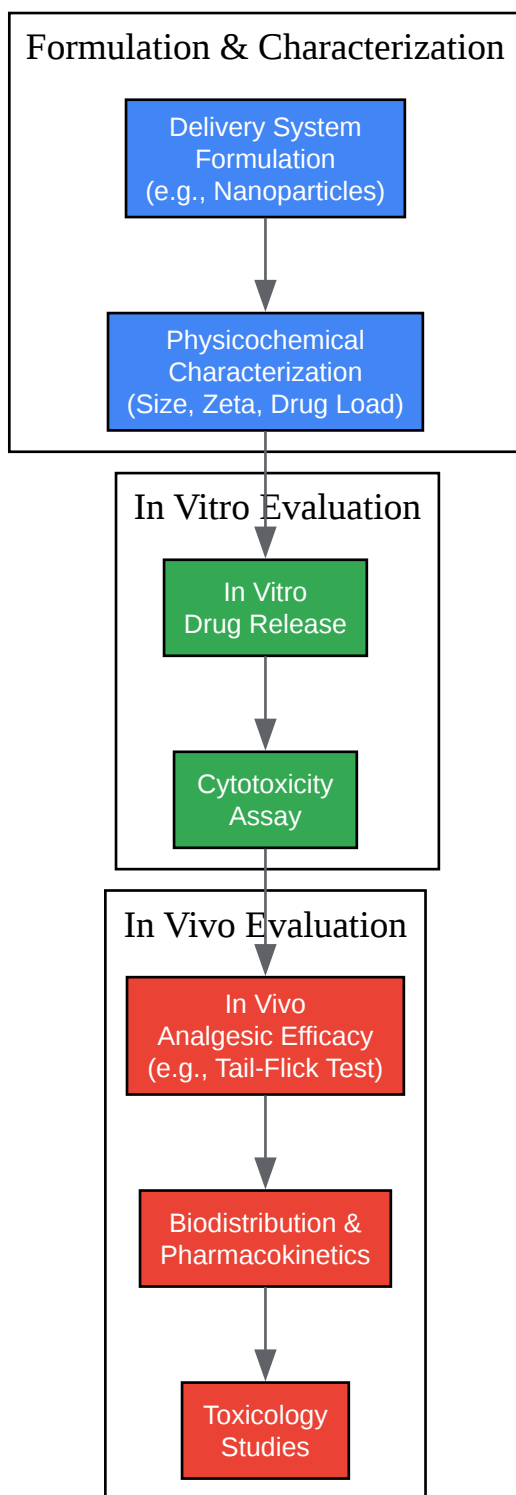 Formulation & Characterization
Delivery System
Formulation
(e.g., Nanoparticles)
Physicochemical
Characterization
(Size, Zeta, Drug Load)
In Vitro Evaluation
In Vitro
Drug Release
Cytotoxicity
Assay
In Vivo Evaluation
In Vivo
Analgesic Efficacy
(e.g., Tail-Flick Test)
Biodistribution &
Pharmacokinetics
Toxicology
Studies